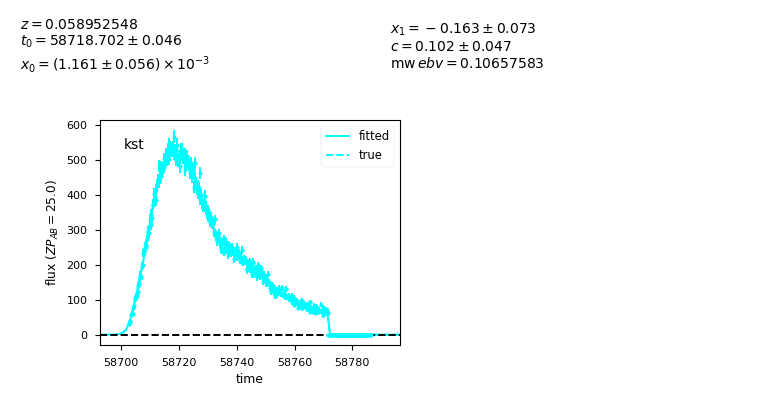 z = 0.058952548
t₀ = 58718.702 ± 0.046
x₀ = (1.161 ± 0.056) × 10⁻³
x₁ = −0.163 ± 0.073
c = 0.102 ± 0.047
mw ebv = 0.10657583
kst
fitted
true
600
500
400
300
200
100
0
flux (ZP_AB = 25.0)
58700 58720 58740 58760 58780
time